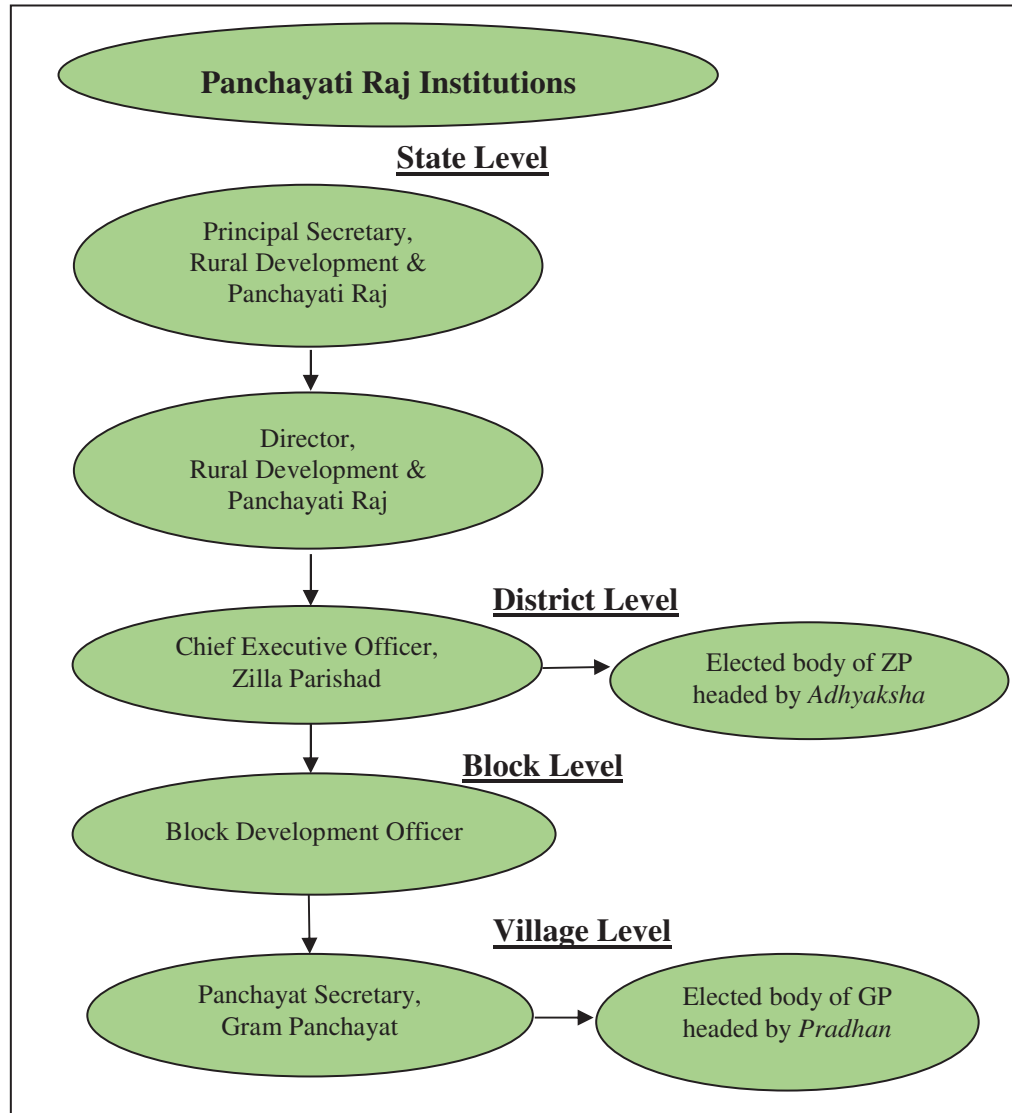 Panchayati Raj Institutions
State Level
Principal Secretary,
Rural Development &
Panchayati Raj
Director,
Rural Development &
Panchayati Raj
District Level
Chief Executive Officer,
Zilla Parishad
Elected body of ZP
headed by Adhyaksha
Block Level
Block Development Officer
Village Level
Panchayat Secretary,
Gram Panchayat
Elected body of GP
headed by Pradhan